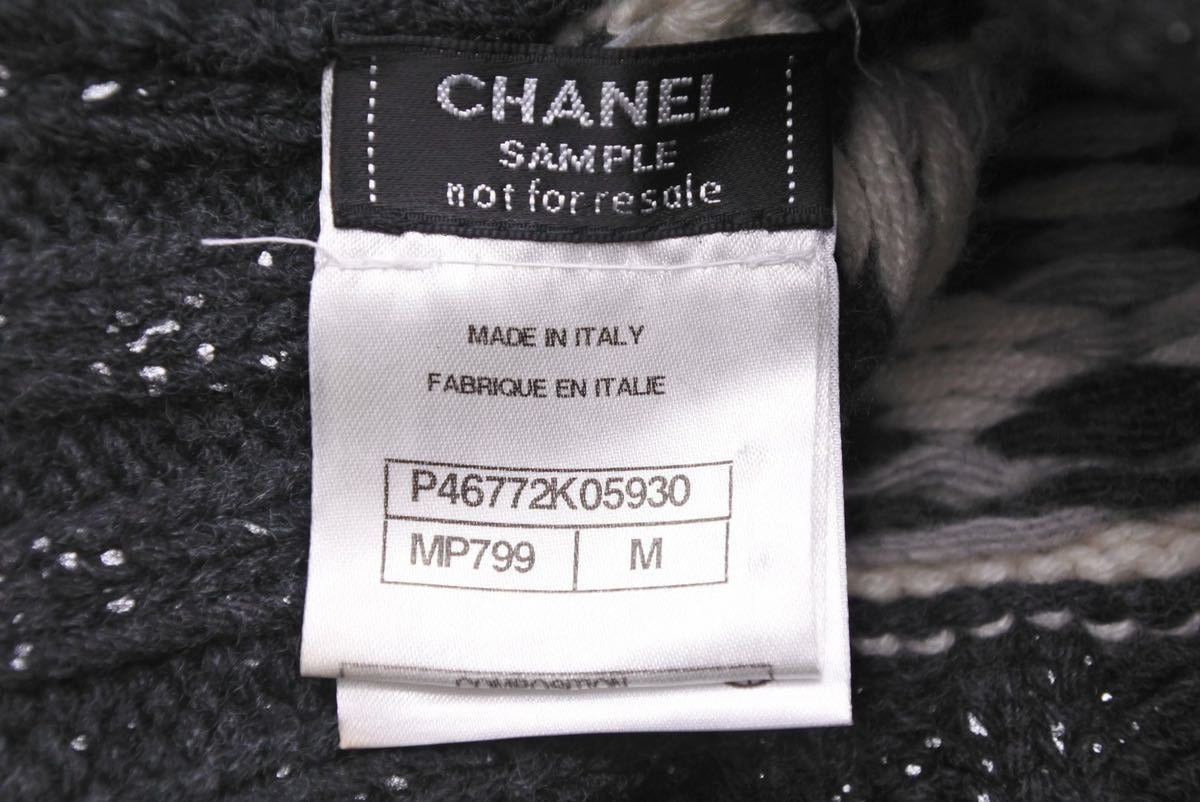 CHANEL
SAMPLE
not for resale
MADE IN ITALY
FABRIQUE EN ITALIE
P46772K05930
MP799 M